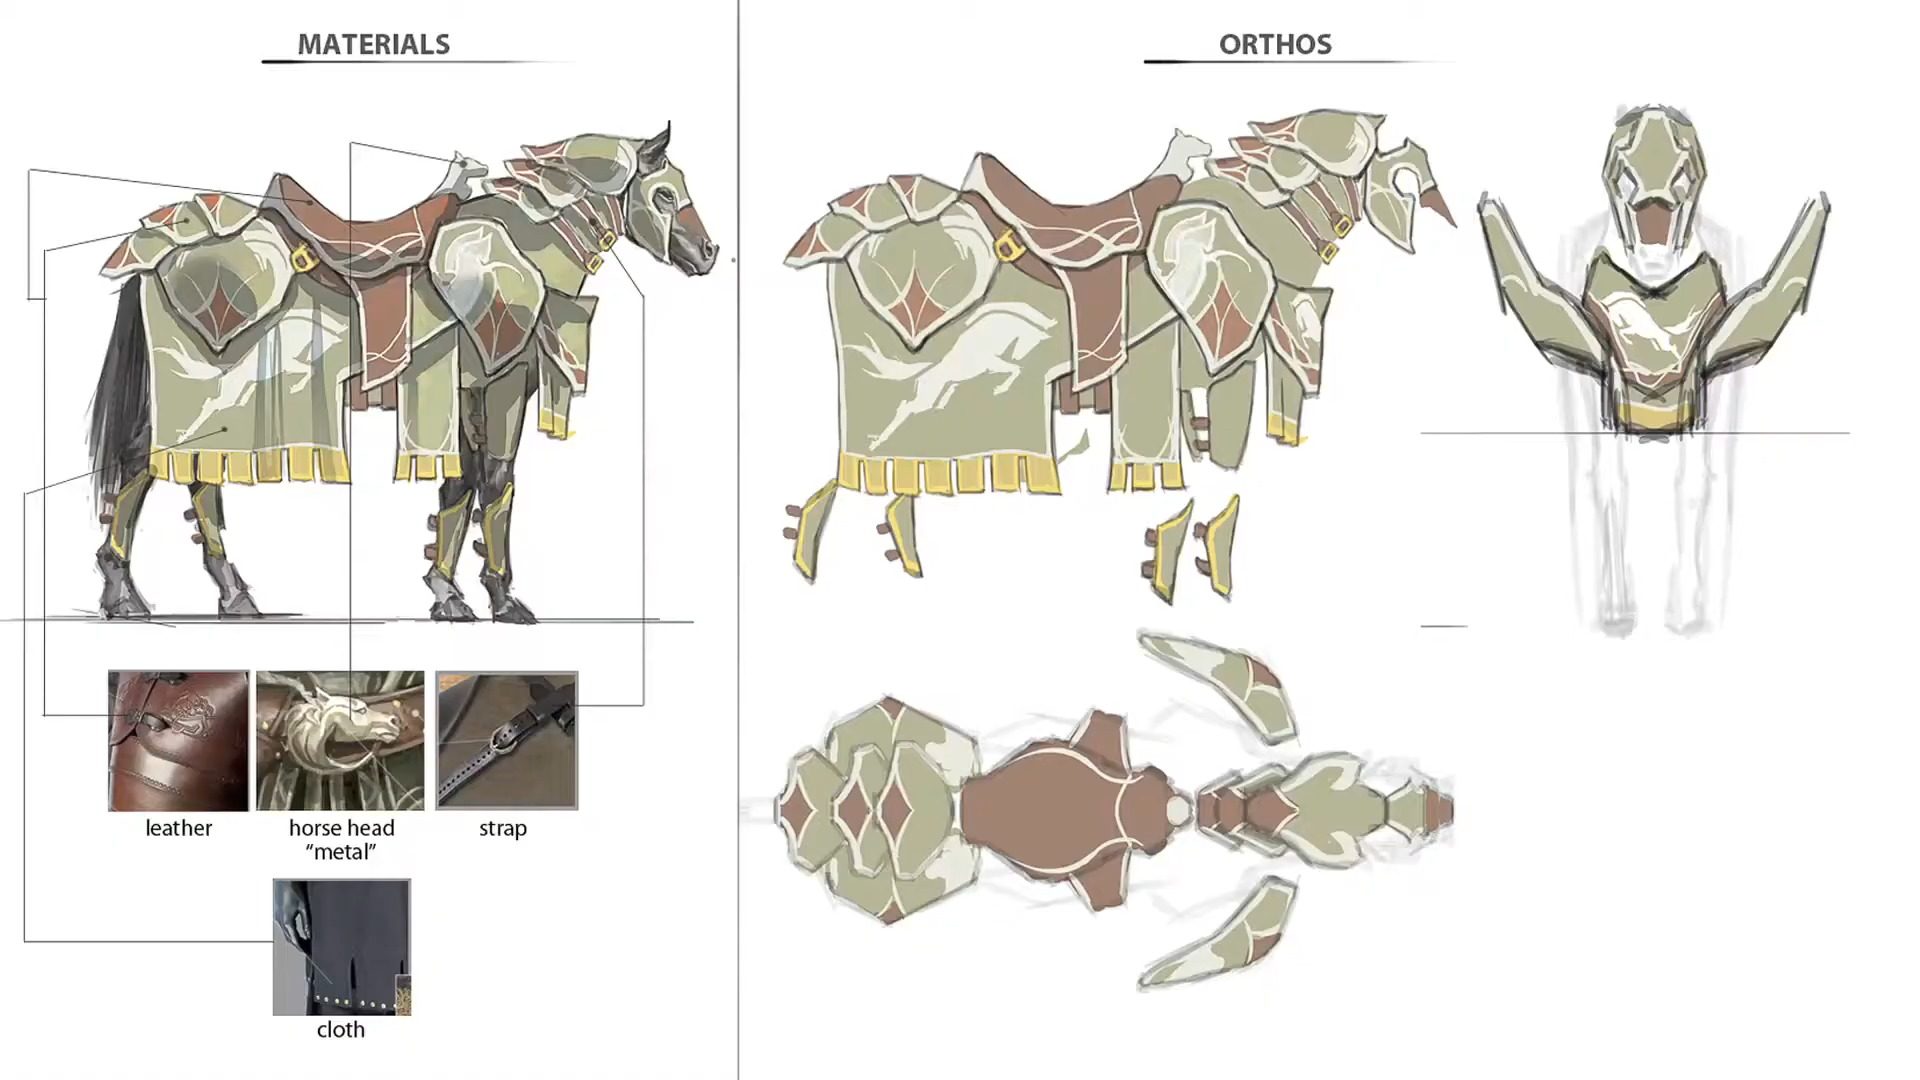 MATERIALS
ORTHOS
leather
horse head
"metal"
strap
cloth